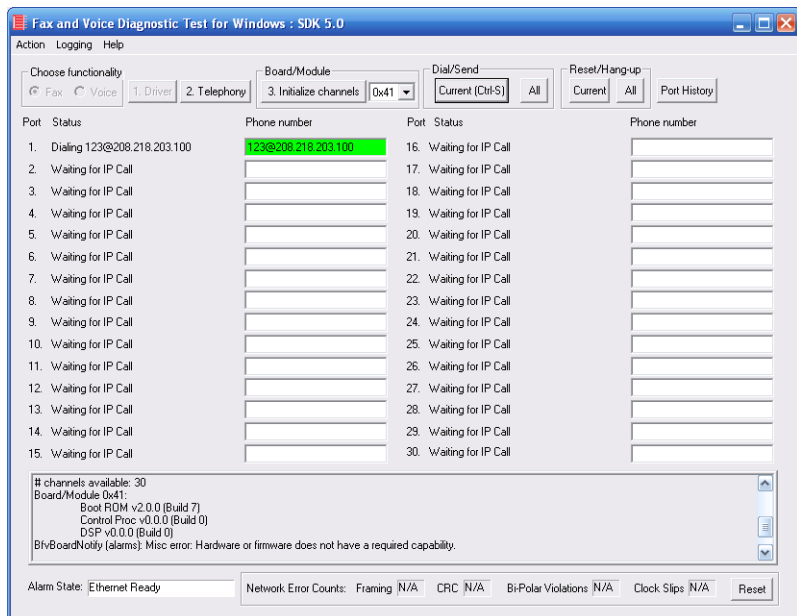 Fax and Voice Diagnostic Test for Windows : SDK 5.0
Action Logging Help
Choose functionality Board/Module Dial/Send Reset/Hang-up
Fax Voice 1. Driver 2. Telephony 3. Initialize channels 0x41 Current (Ctrl-S) All Current All Port History
Port Status Phone number Port Status Phone number
1. Dialing 123@208.218.203.100 123@208.218.203.100 16. Waiting for IP Call
2. Waiting for IP Call 17. Waiting for IP Call
3. Waiting for IP Call 18. Waiting for IP Call
4. Waiting for IP Call 19. Waiting for IP Call
5. Waiting for IP Call 20. Waiting for IP Call
6. Waiting for IP Call 21. Waiting for IP Call
7. Waiting for IP Call 22. Waiting for IP Call
8. Waiting for IP Call 23. Waiting for IP Call
9. Waiting for IP Call 24. Waiting for IP Call
10. Waiting for IP Call 25. Waiting for IP Call
11. Waiting for IP Call 26. Waiting for IP Call
12. Waiting for IP Call 27. Waiting for IP Call
13. Waiting for IP Call 28. Waiting for IP Call
14. Waiting for IP Call 29. Waiting for IP Call
15. Waiting for IP Call 30. Waiting for IP Call
# channels available: 30
Board/Module 0x41:
Boot ROM v2.0.0 (Build 7)
Control Proc v0.0.0 (Build 0)
DSP v0.0.0 (Build 0)
BfvBoardNotify (alarms): Misc error: Hardware or firmware does not have a required capability.
Alarm State: Ethernet Ready Network Error Counts: Framing N/A CRC N/A Bi-Polar Violations N/A Clock Slips N/A Reset